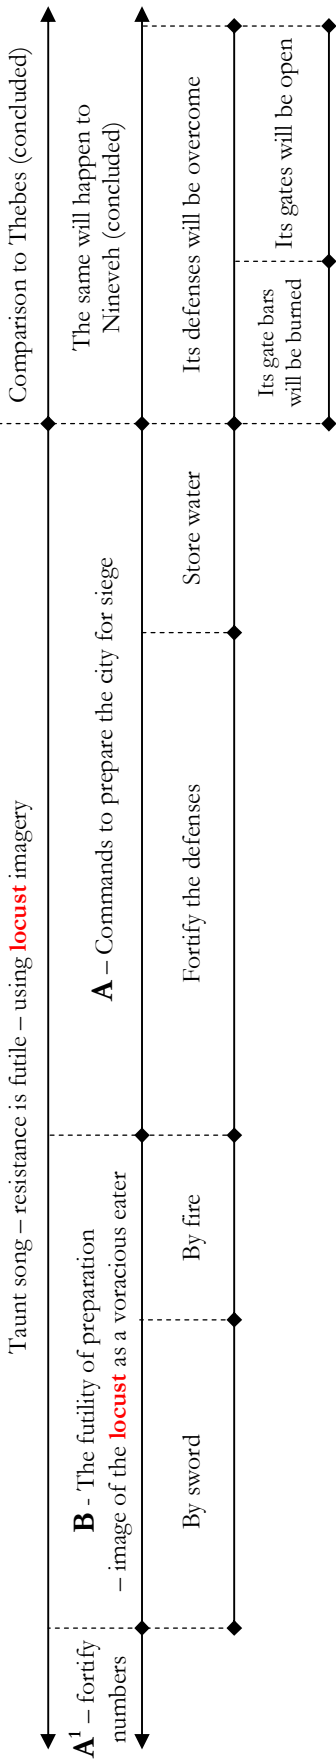 Taunt song – resistance is futile – using locust imagery
Comparison to Thebes (concluded)
A¹ – fortify
numbers
B - The futility of preparation
– image of the locust as a voracious eater
A – Commands to prepare the city for siege
The same will happen to
Nineveh (concluded)
By sword
By fire
Fortify the defenses
Store water
Its defenses will be overcome
Its gate bars
will be burned
Its gates will be open